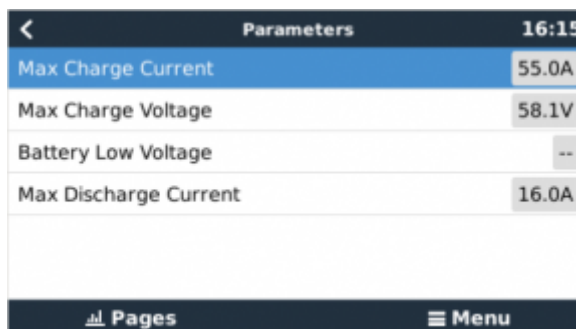 Parameters 16:15
Max Charge Current 55.0A
Max Charge Voltage 58.1V
Battery Low Voltage --
Max Discharge Current 16.0A
Pages Menu